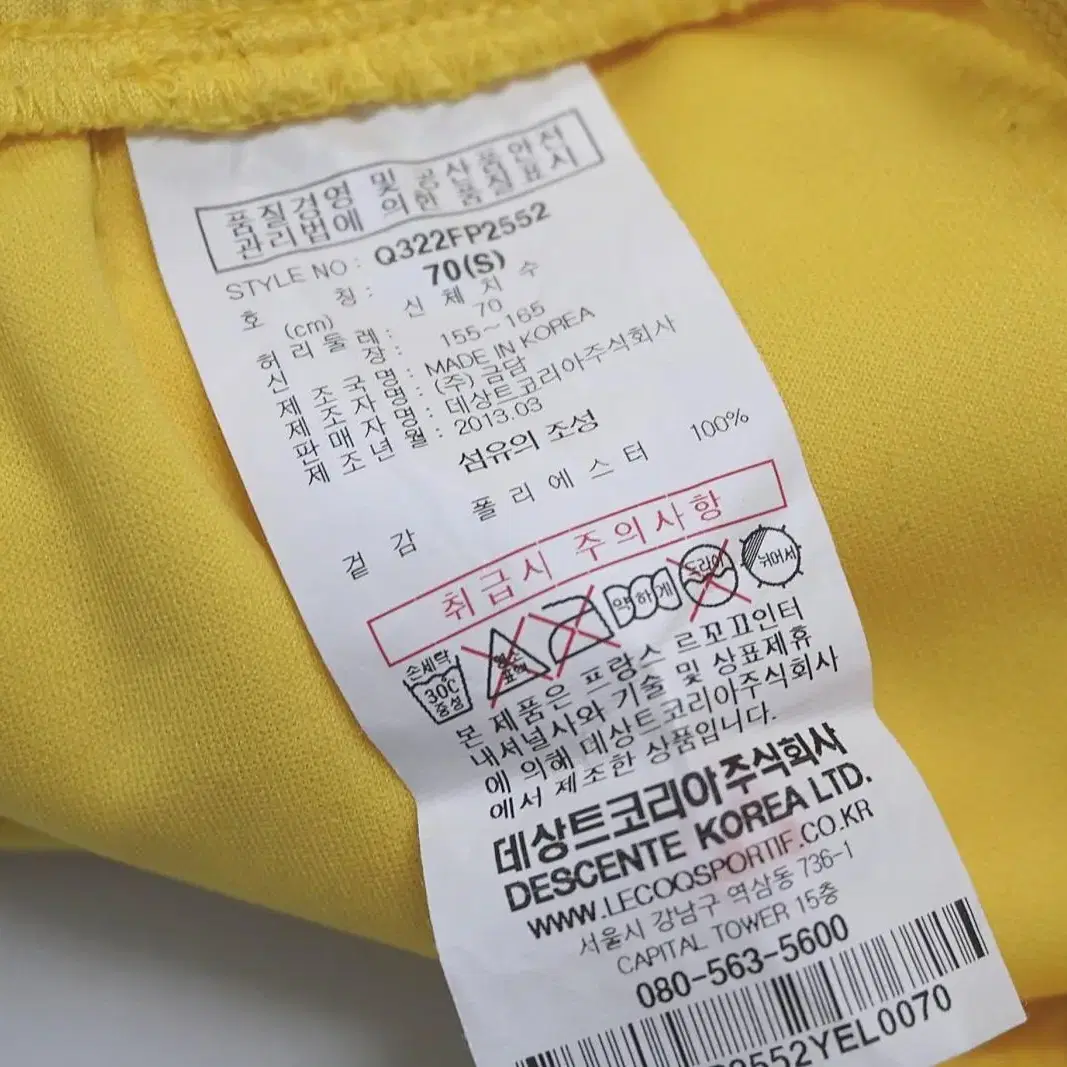 품질경영 및 공산품안전
관리법에 의한 품질표시
STYLE NO : Q322FP2552
호 칭 : 70(S)
(cm) 신 체 치 수
허 리 둘 레 : 70
신 장 : 155~165
제 조 국 명 : MADE IN KOREA
제 조 자 명 : (주) 금담
판 매 자 명 : 데상트코리아주식회사
제 조 년 월 : 2013.03
섬유의 조성
겉 감 폴 리 에 스 터 100%
취급시 주의사항
손세탁
30℃
중성
염소
표백
약하게
드라이
뉘어서
본 제품은 프랑스 르꼬끄인터
내셔널사와 기술 및 상표제휴
에 의해 데상트코리아주식회사
에서 제조한 상품입니다.
데상트코리아주식회사
DESCENTE KOREA LTD.
WWW.LECOQSPORTIF.CO.KR
서울시 강남구 역삼동 736-1
CAPITAL TOWER 15층
080-563-5600
2552YEL0070